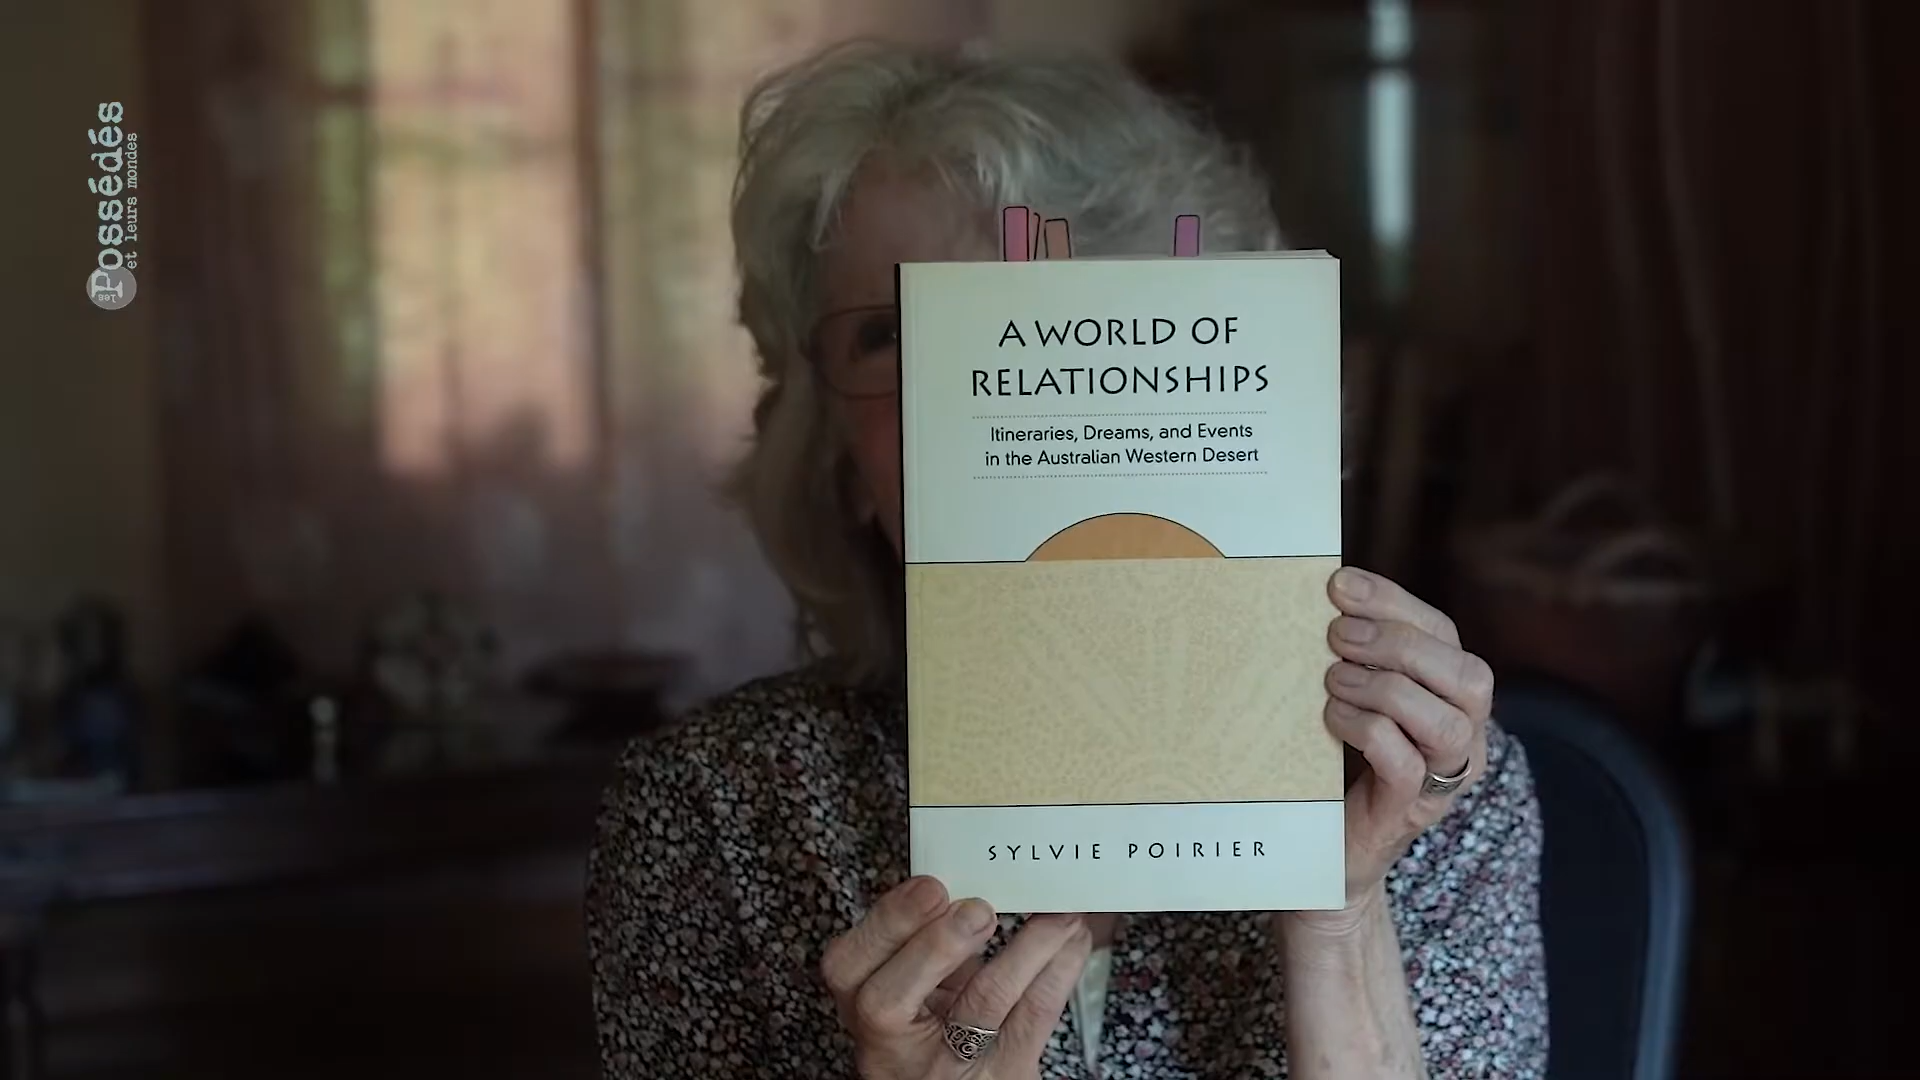 Les Possédés
et leurs mondes
A WORLD OF
RELATIONSHIPS
Itineraries, Dreams, and Events
in the Australian Western Desert
SYLVIE POIRIER